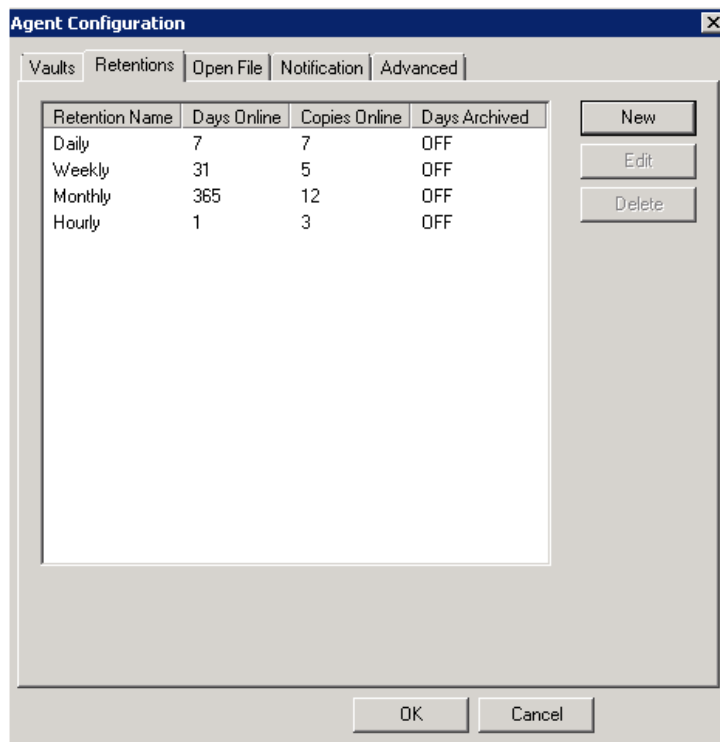 Agent Configuration
Vaults Retentions Open File Notification Advanced
Retention Name Days Online Copies Online Days Archived
Daily 7 7 OFF
Weekly 31 5 OFF
Monthly 365 12 OFF
Hourly 1 3 OFF
New
Edit
Delete
OK Cancel